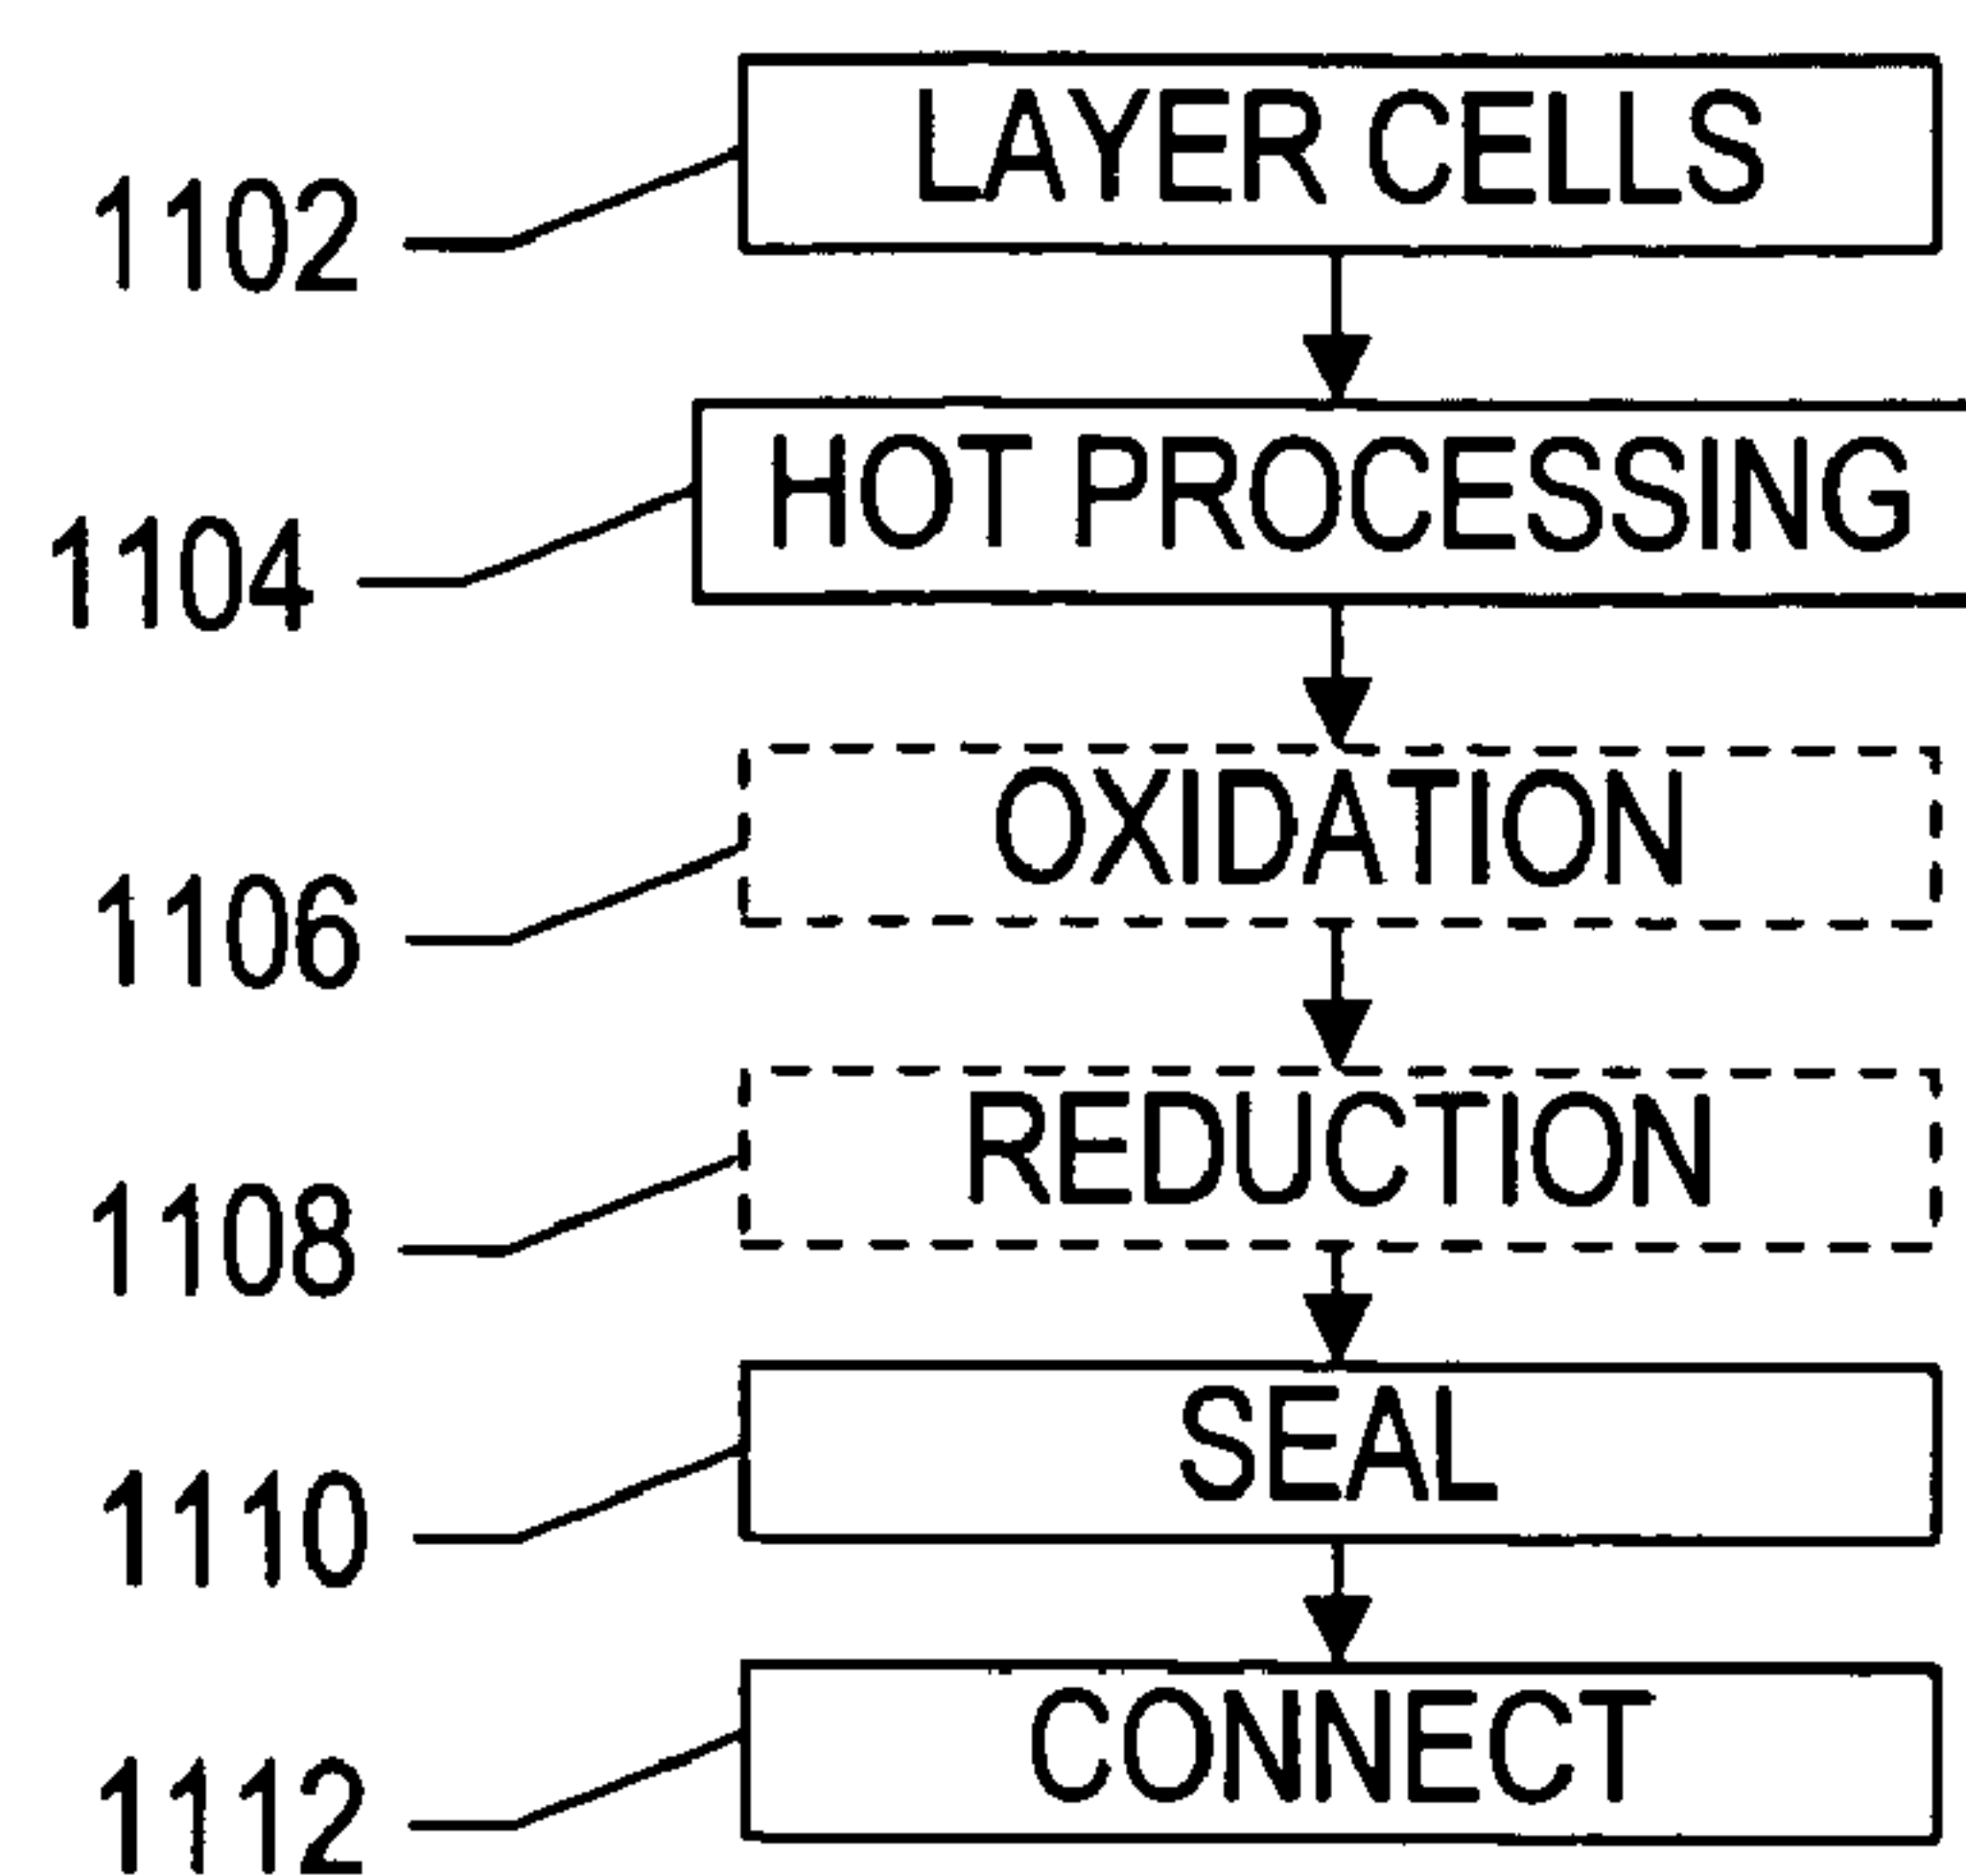 LAYER CELLS
1102
HOT PROCESSING
1104
OXIDATION
1106
REDUCTION
1108
SEAL
1110
CONNECT
1112